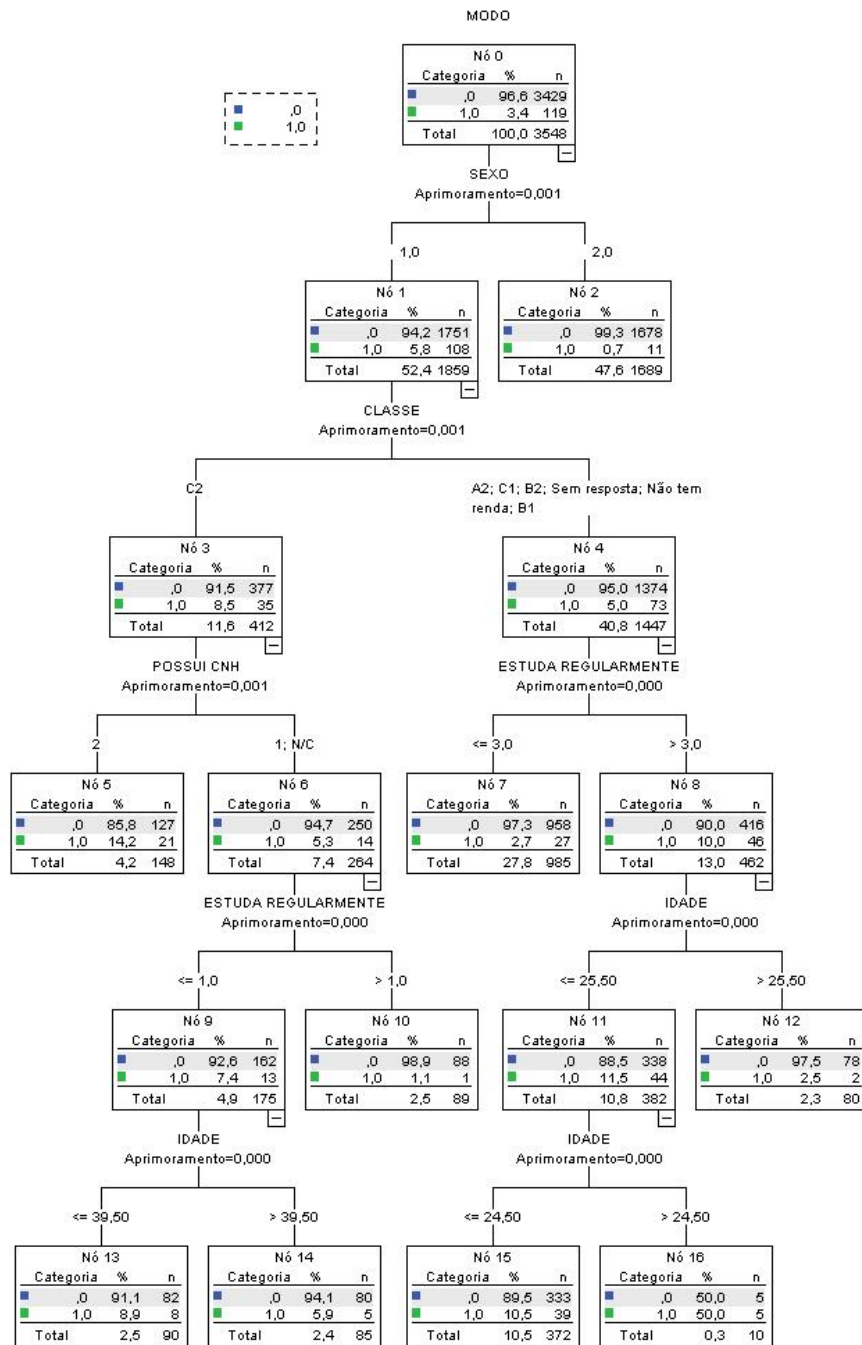 MODO
Nó 0
Categoria % n
,0 96,6 3429
1,0 3,4 119
Total 100,0 3548
,0
1,0
SEXO
Aprimoramento=0,001
1,0 2,0
Nó 1
Categoria % n
,0 94,2 1751
1,0 5,8 108
Total 52,4 1859
Nó 2
Categoria % n
,0 99,3 1678
1,0 0,7 11
Total 47,6 1689
CLASSE
Aprimoramento=0,001
C2
A2; C1; B2; Sem resposta; Não tem
renda; B1
Nó 3
Categoria % n
,0 91,5 377
1,0 8,5 35
Total 11,6 412
Nó 4
Categoria % n
,0 95,0 1374
1,0 5,0 73
Total 40,8 1447
POSSUI CNH
Aprimoramento=0,001
ESTUDA REGULARMENTE
Aprimoramento=0,000
2 1; N/C <= 3,0 > 3,0
Nó 5
Categoria % n
,0 85,8 127
1,0 14,2 21
Total 4,2 148
Nó 6
Categoria % n
,0 94,7 250
1,0 5,3 14
Total 7,4 264
Nó 7
Categoria % n
,0 97,3 958
1,0 2,7 27
Total 27,8 985
Nó 8
Categoria % n
,0 90,0 416
1,0 10,0 46
Total 13,0 462
ESTUDA REGULARMENTE
Aprimoramento=0,000
IDADE
Aprimoramento=0,000
<= 1,0 > 1,0 <= 25,50 > 25,50
Nó 9
Categoria % n
,0 92,6 162
1,0 7,4 13
Total 4,9 175
Nó 10
Categoria % n
,0 98,9 88
1,0 1,1 1
Total 2,5 89
Nó 11
Categoria % n
,0 88,5 338
1,0 11,5 44
Total 10,8 382
Nó 12
Categoria % n
,0 97,5 78
1,0 2,5 2
Total 2,3 80
IDADE
Aprimoramento=0,000
IDADE
Aprimoramento=0,000
<= 39,50 > 39,50 <= 24,50 > 24,50
Nó 13
Categoria % n
,0 91,1 82
1,0 8,9 8
Total 2,5 90
Nó 14
Categoria % n
,0 94,1 80
1,0 5,9 5
Total 2,4 85
Nó 15
Categoria % n
,0 89,5 333
1,0 10,5 39
Total 10,5 372
Nó 16
Categoria % n
,0 50,0 5
1,0 50,0 5
Total 0,3 10